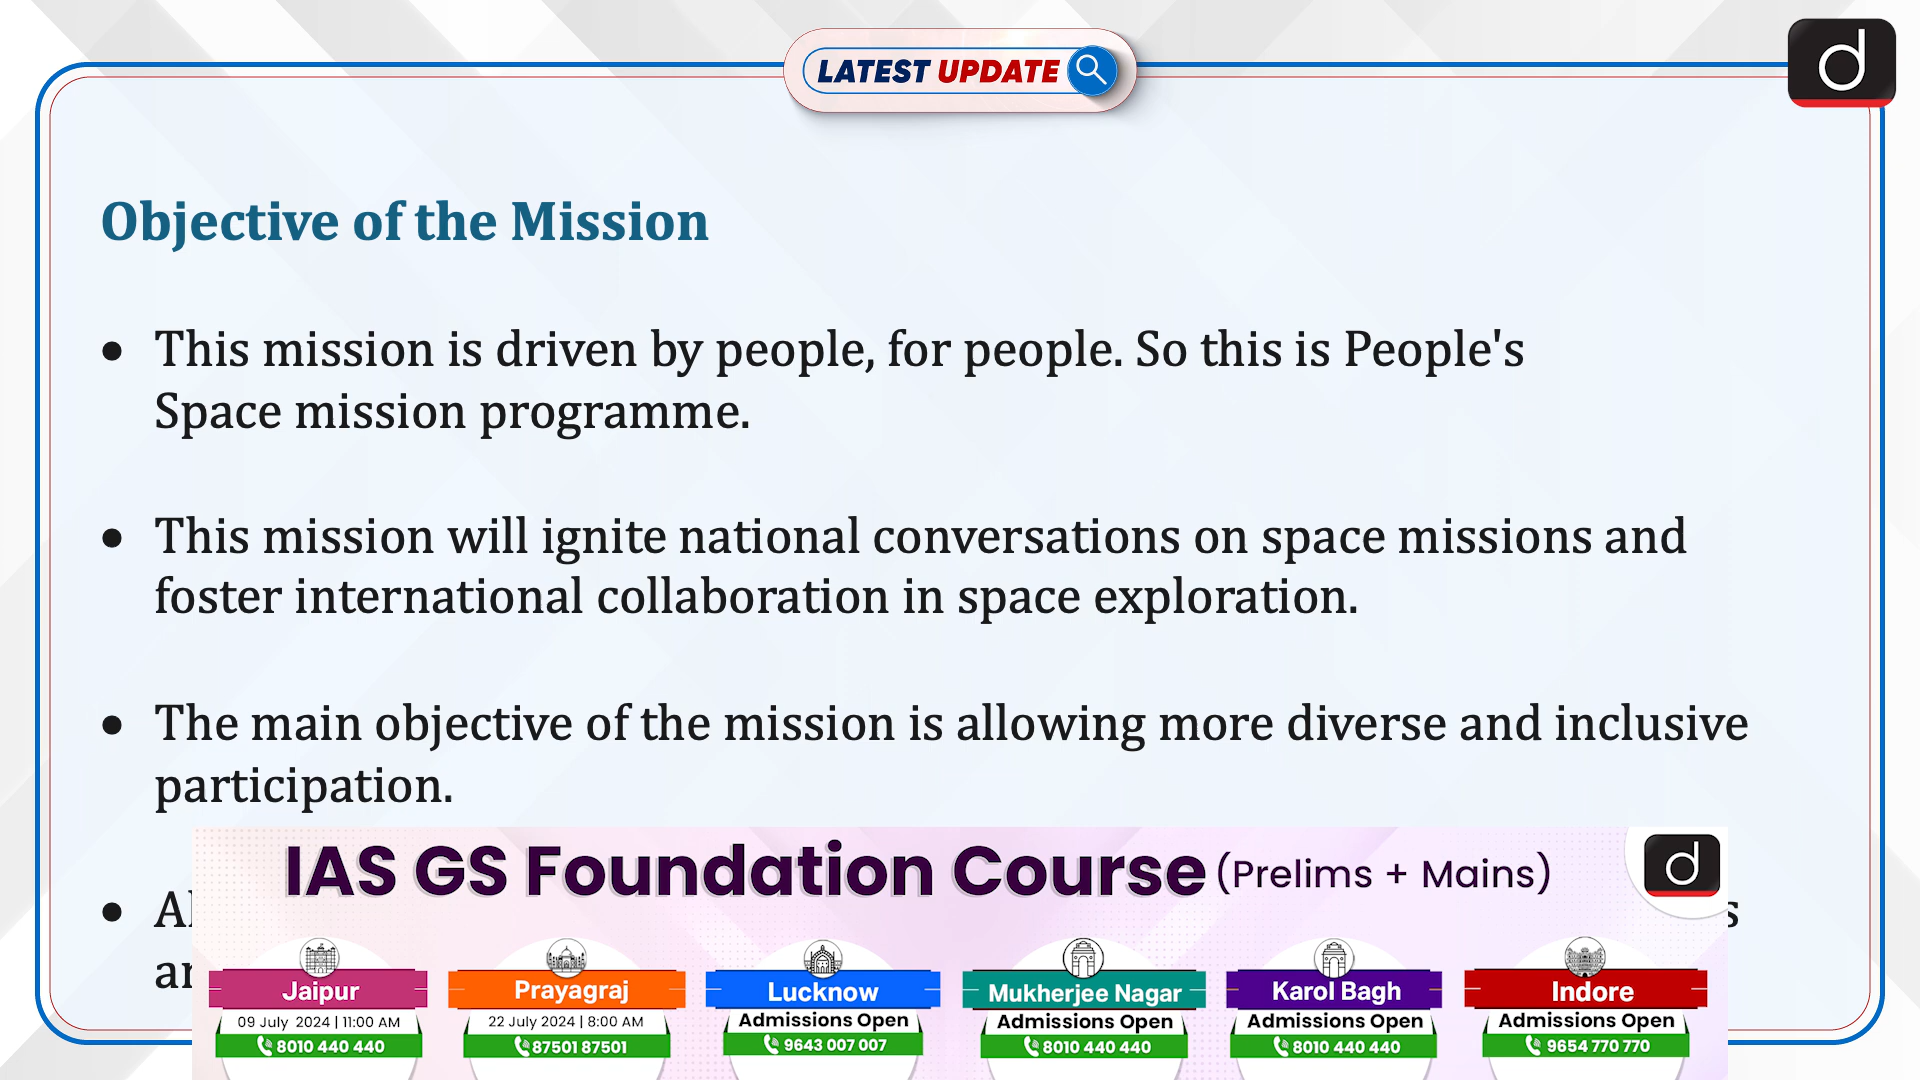 LATEST UPDATE
d
Objective of the Mission
• This mission is driven by people, for people. So this is People's
Space mission programme.
• This mission will ignite national conversations on space missions and
foster international collaboration in space exploration.
• The main objective of the mission is allowing more diverse and inclusive
participation.
IAS GS Foundation Course (Prelims + Mains)
d
Jaipur
09 July 2024 | 11:00 AM
8010 440 440
Prayagraj
22 July 2024 | 8:00 AM
87501 87501
Lucknow
Admissions Open
9643 007 007
Mukherjee Nagar
Admissions Open
8010 440 440
Karol Bagh
Admissions Open
8010 440 440
Indore
Admissions Open
9654 770 770